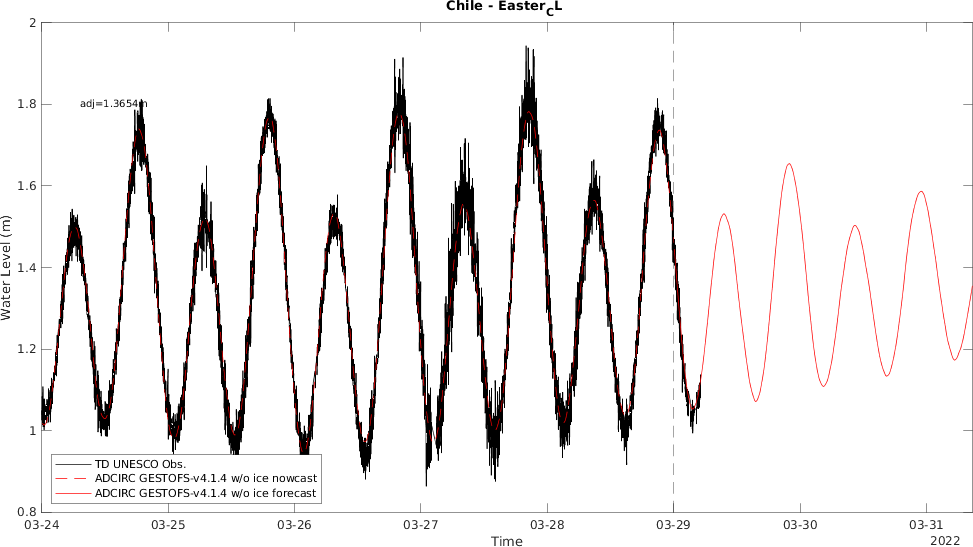 Chile - Easter_CL
2
1.8
1.6
1.4
1.2
1
0.8
Water Level (m)
adj=1.3654m
TD UNESCO Obs.
ADCIRC GESTOFS-v4.1.4 w/o ice nowcast
ADCIRC GESTOFS-v4.1.4 w/o ice forecast
03-24 03-25 03-26 03-27 03-28 03-29 03-30 03-31
Time
2022